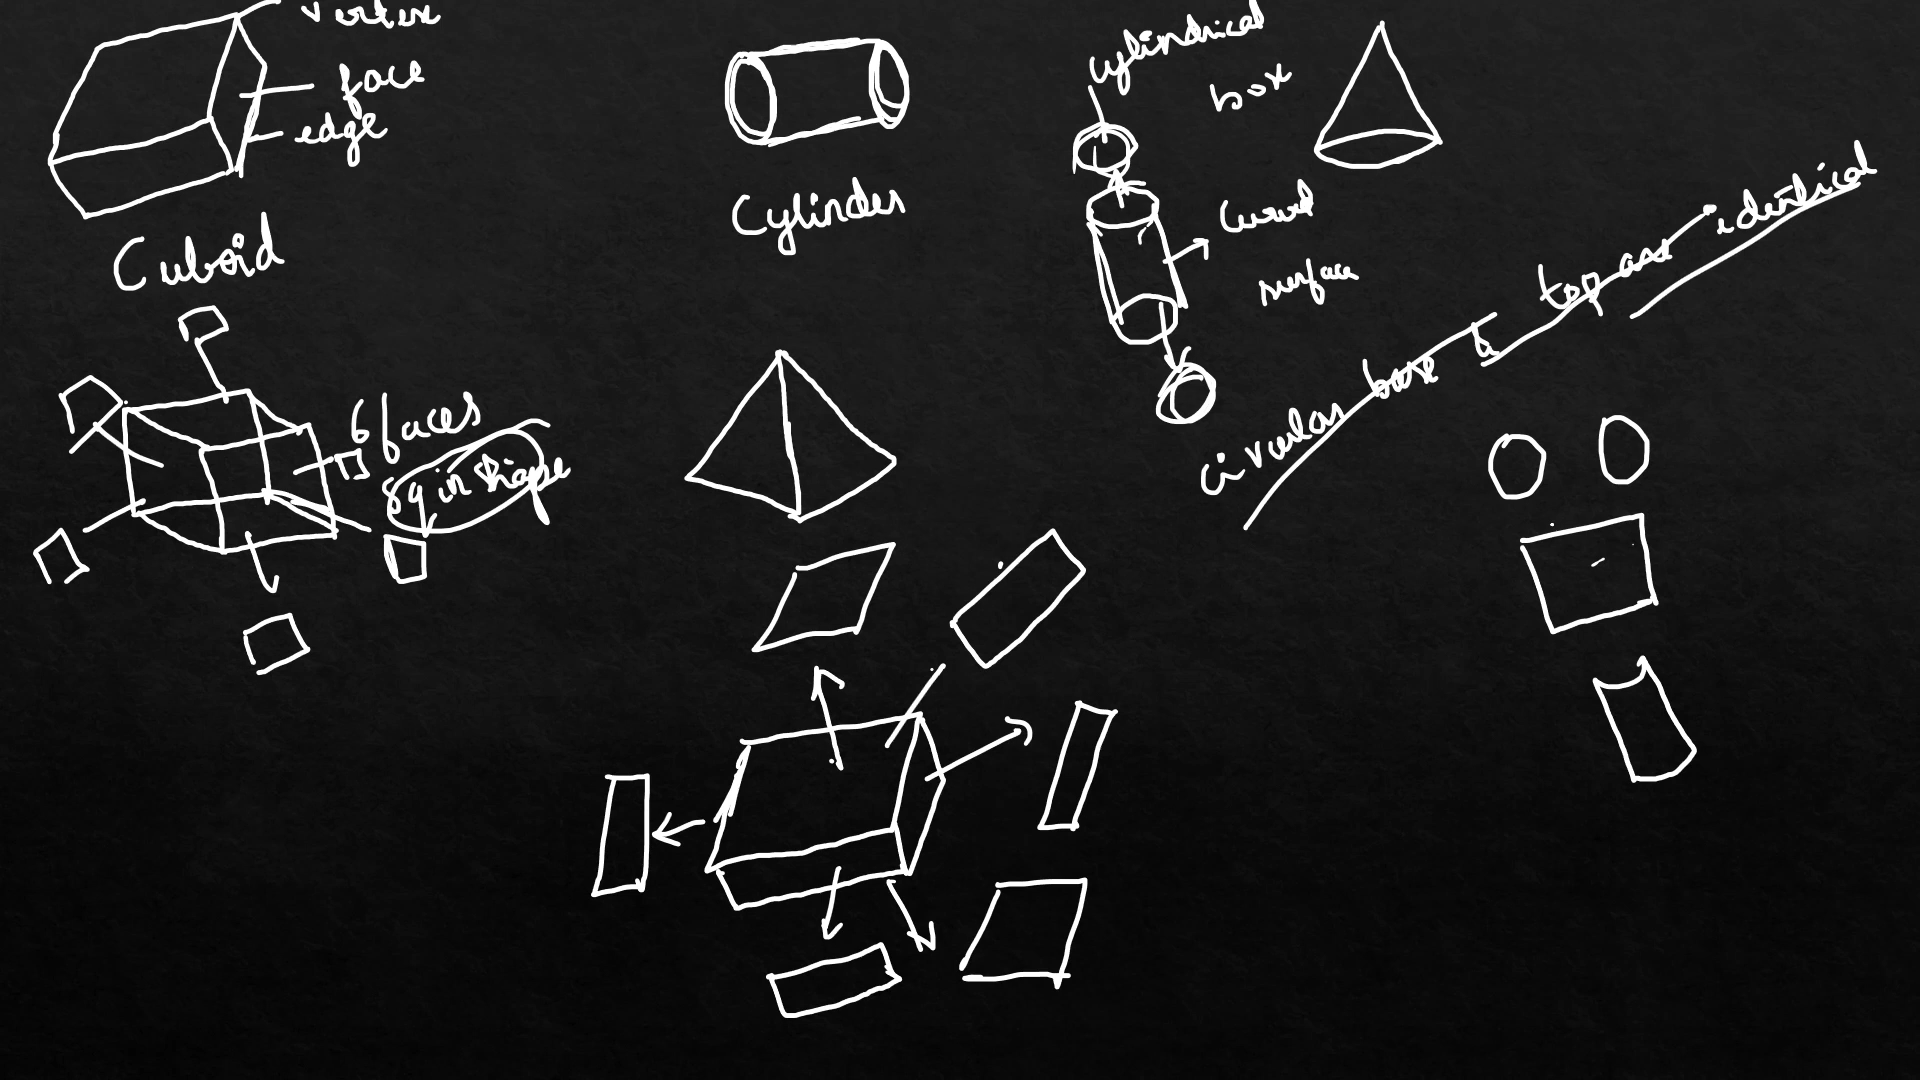 vertex
face
edge
Cuboid
6 faces
sq in shape
Cylinder
cylindrical
box
curved
surface
circular base & top are identical